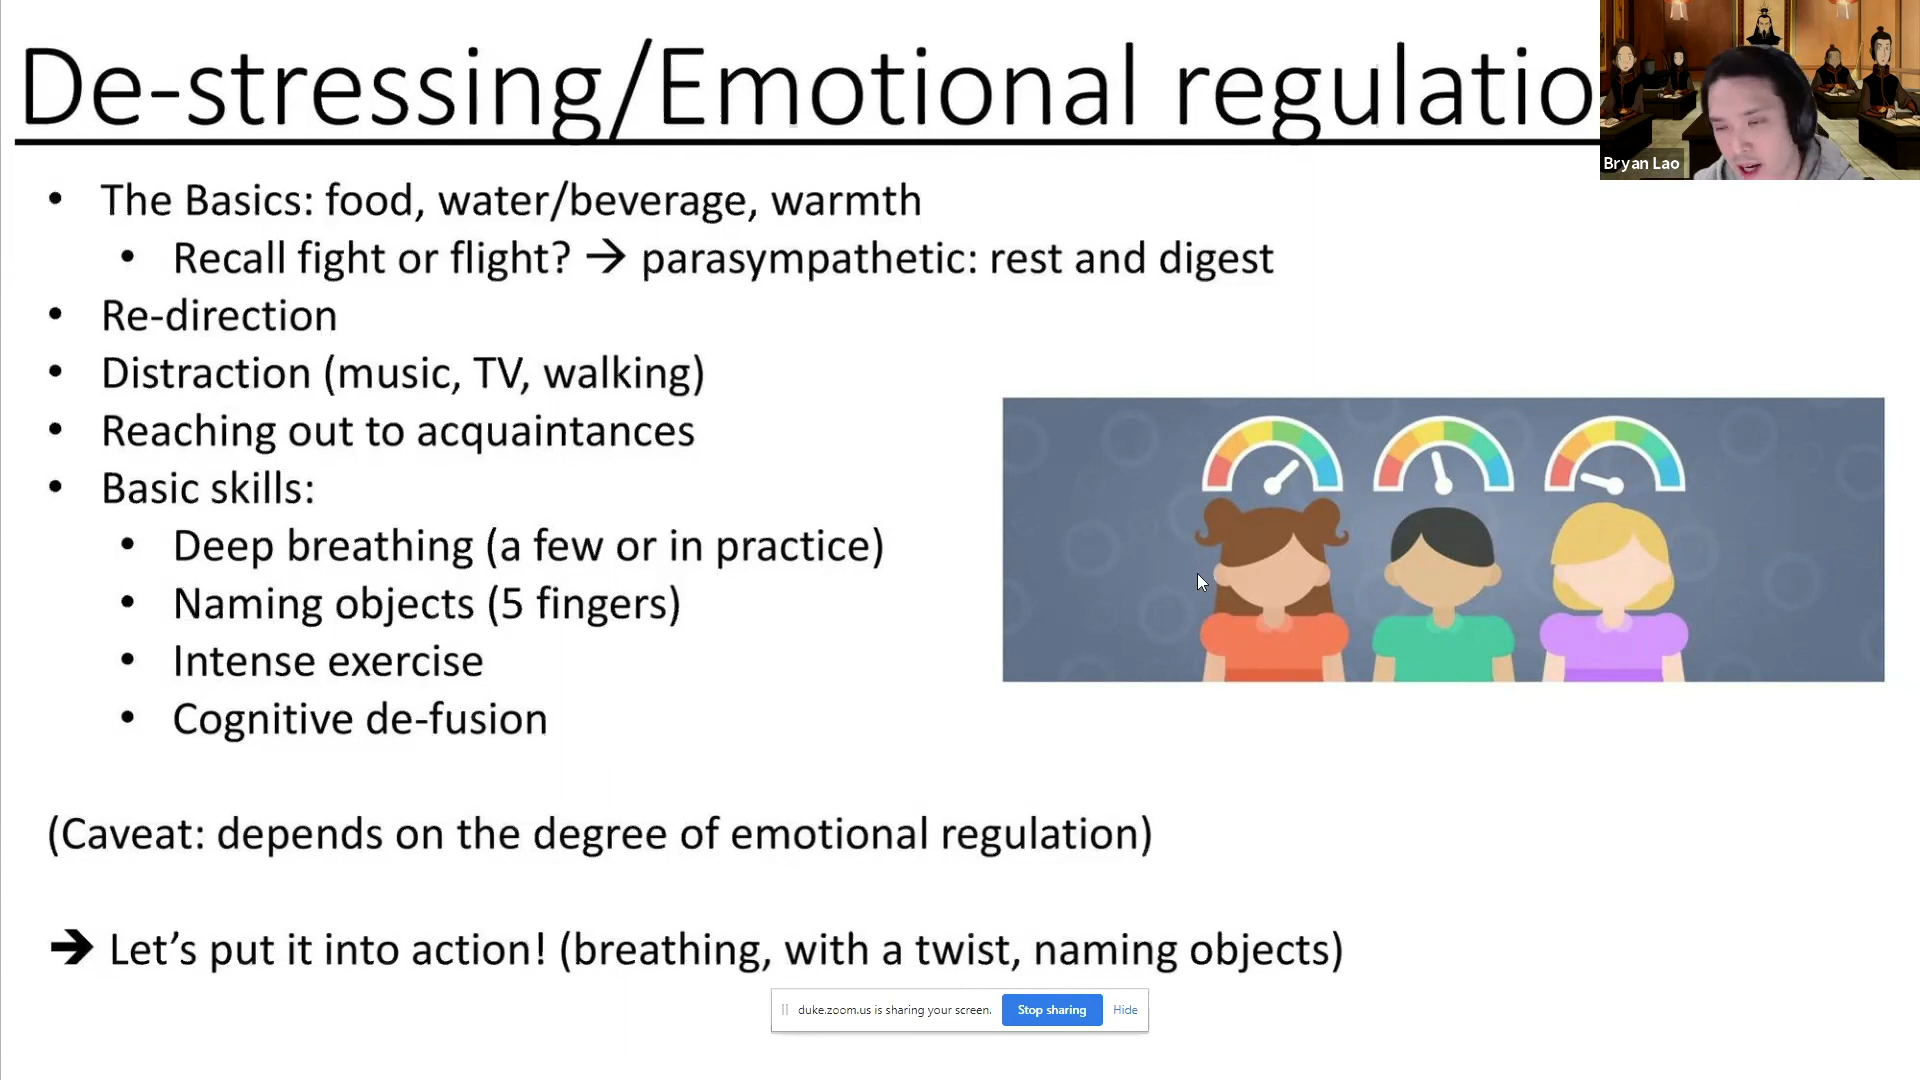 De-stressing/Emotional regulatio
Bryan Lao
• The Basics: food, water/beverage, warmth
• Recall fight or flight? → parasympathetic: rest and digest
• Re-direction
• Distraction (music, TV, walking)
• Reaching out to acquaintances
• Basic skills:
• Deep breathing (a few or in practice)
• Naming objects (5 fingers)
• Intense exercise
• Cognitive de-fusion
(Caveat: depends on the degree of emotional regulation)
➔ Let’s put it into action! (breathing, with a twist, naming objects)
duke.zoom.us is sharing your screen. Stop sharing Hide